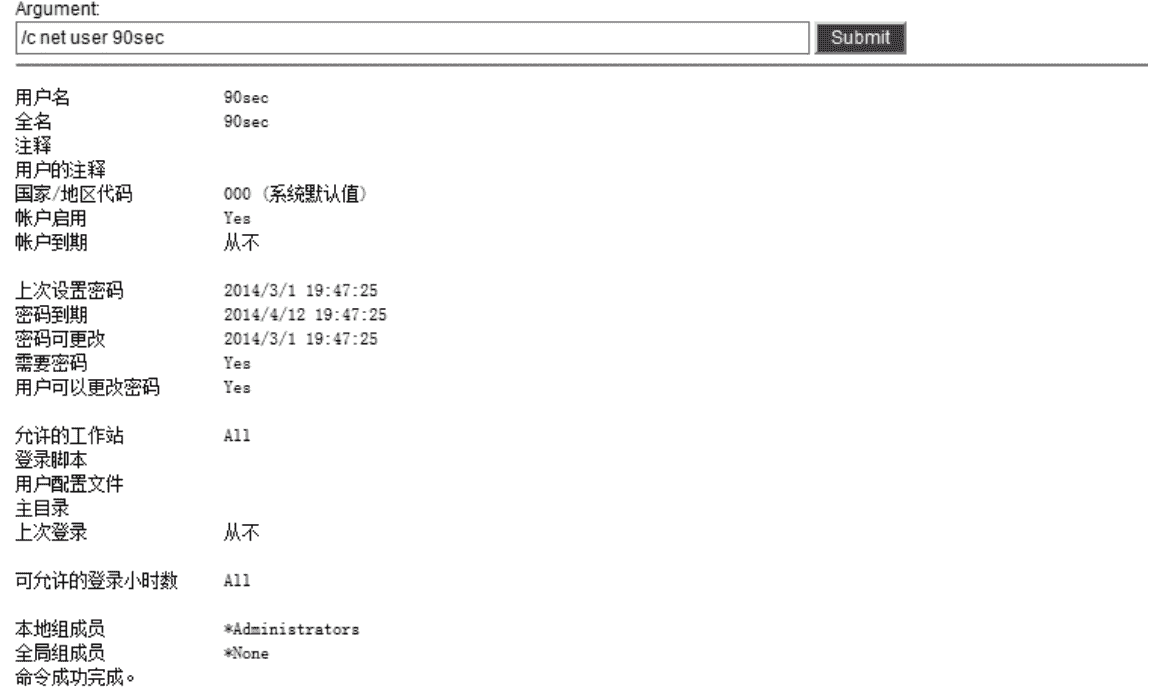 Argument:
/c net user 90sec Submit
用户名 90sec
全名 90sec
注释
用户的注释
国家/地区代码 000 (系统默认值)
帐户启用 Yes
帐户到期 从不
上次设置密码 2014/3/1 19:47:25
密码到期 2014/4/12 19:47:25
密码可更改 2014/3/1 19:47:25
需要密码 Yes
用户可以更改密码 Yes
允许的工作站 All
登录脚本
用户配置文件
主目录
上次登录 从不
可允许的登录小时数 All
本地组成员 *Administrators
全局组成员 *None
命令成功完成。